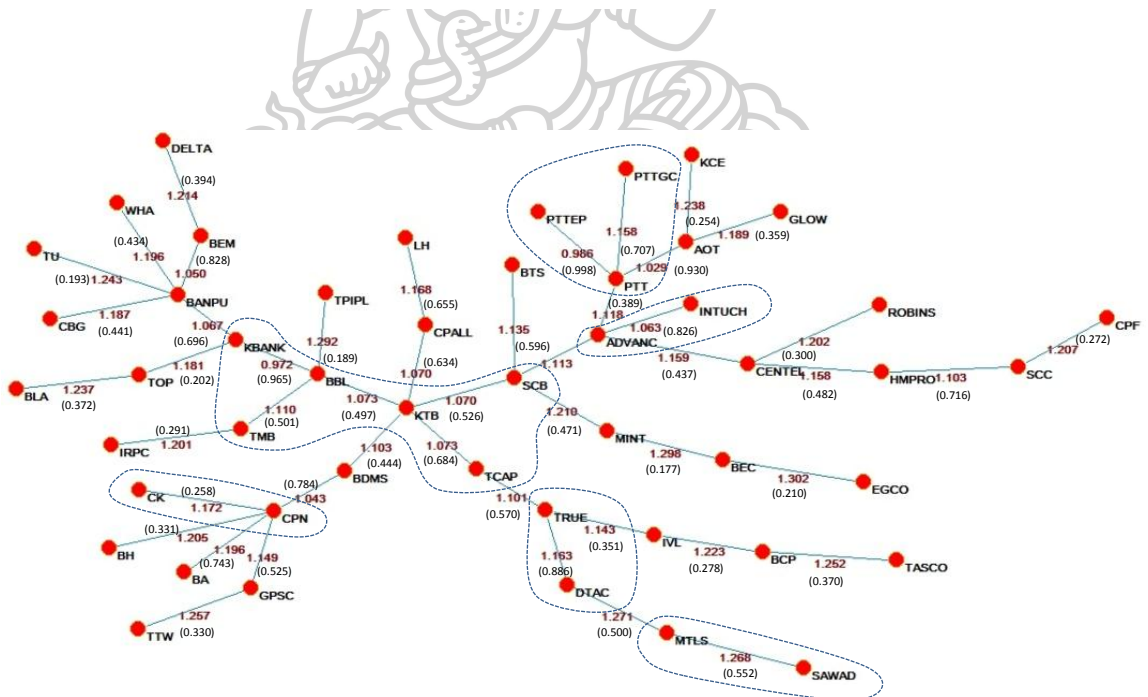 DELTA
(0.394)
1.214
WHA
(0.434)
1.196
BEM
(0.828)
1.050
TU
(0.193) 1.243
BANPU
1.187
(0.441)
CBG
1.067
(0.696)
KBANK
1.181
(0.202)
TOP
1.237
(0.372)
BLA
0.972
(0.965)
TPIPL
1.292
(0.189)
BBL
1.110
(0.501)
TMB
(0.291)
1.201
IRPC
1.073
(0.497)
LH
1.168
(0.655)
CPALL
(0.634)
1.070
KTB
1.070
(0.526)
BTS
1.135
(0.596)
SCB
1.113
PTTGC
PTTEP
1.158
(0.707)
0.986
(0.998)
KCE
1.238
(0.254)
GLOW
1.189
(0.359)
AOT
1.029
(0.930)
PTT
(0.389)
1.118
INTUCH
1.063
(0.826)
ADVANC
1.159
(0.437)
ROBINS
1.202
(0.300)
CENTEL
1.158
(0.482)
HMPRO
1.103
(0.716)
SCC
1.207
(0.272)
CPF
1.210
(0.471)
MINT
1.298
(0.177)
BEC
1.302
(0.210)
EGCO
1.103
(0.444)
BDMS
1.073
(0.684)
TCAP
1.101
(0.570)
(0.784)
1.043
CK
(0.258)
1.172
CPN
(0.331)
1.205
BH
1.196
(0.743)
BA
1.149
(0.525)
GPSC
1.257
(0.330)
TTW
TRUE
1.143
(0.351)
IVL
1.223
(0.278)
BCP
1.252
(0.370)
TASCO
1.163
(0.886)
DTAC
1.271
(0.500)
MTLS
1.268
(0.552)
SAWAD